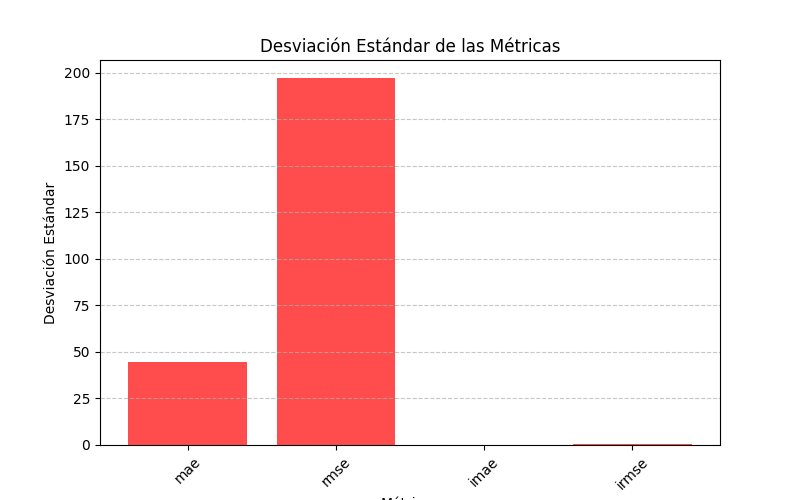 Desviación Estándar de las Métricas
Desviación Estándar
200
175
150
125
100
75
50
25
0
mae
rmse
imae
irmse